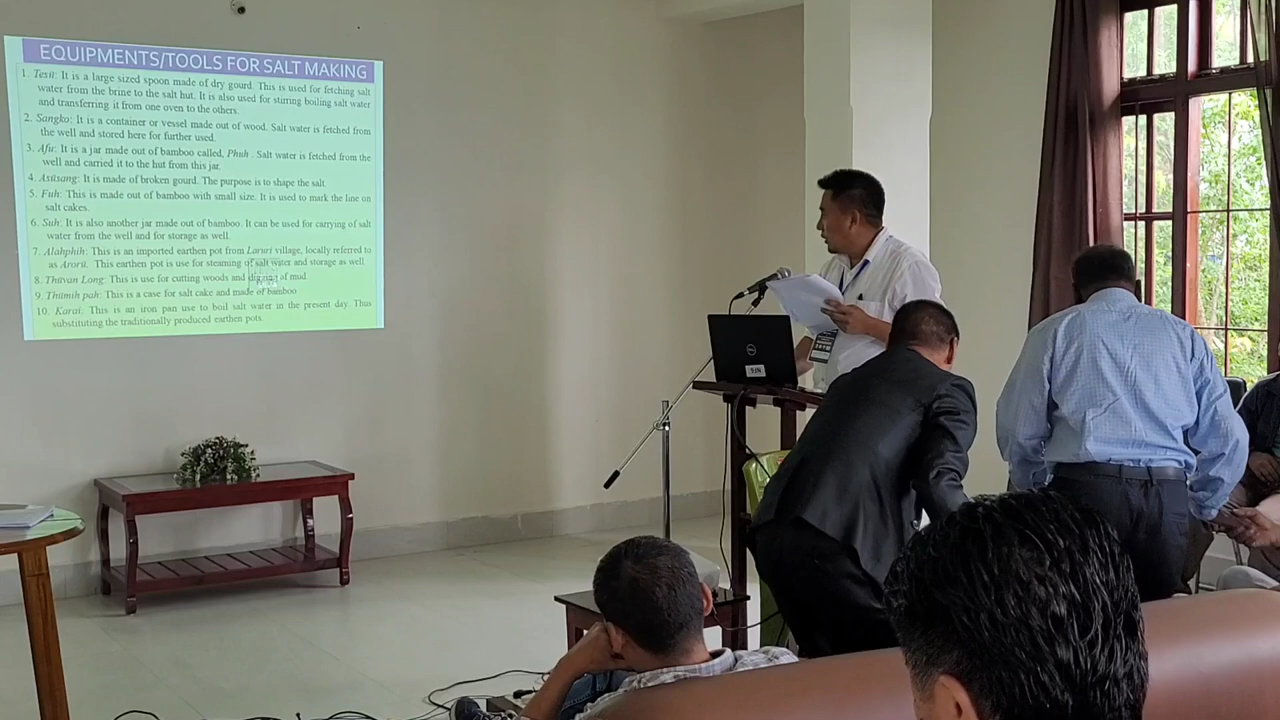 EQUIPMENTS/TOOLS FOR SALT MAKING
1. Tesit: It is a large sized spoon made of dry gourd. This is used for fetching salt
water from the brine to the salt hut. It is also used for stirring boiling salt water
and transferring it from one oven to the others.
2. Sangko: It is a container or vessel made out of wood. Salt water is fetched from
the well and stored here for further used.
3. Afu: It is a jar made out of bamboo called, Phuh . Salt water is fetched from the
well and carried it to the hut from this jar.
4. Asitsang: It is made of broken gourd. The purpose is to shape the salt.
5. Fuh: This is made out of bamboo with small size. It is used to mark the line on
salt cakes.
6. Suh: It is also another jar made out of bamboo. It can be used for carrying of salt
water from the well and for storage as well.
7. Alahphih: This is an imported earthen pot from Laruri village, locally referred to
as Arorii. This earthen pot is use for steaming of salt water and storage as well.
8. Thüvan Long: This is use for cutting woods and digging of mud
9. Thümih pah: This is a case for salt cake and made of bamboo
10. Karai: This is an iron pan use to boil salt water in the present day. Thus
substituting the traditionally produced earthen pots.
DELL